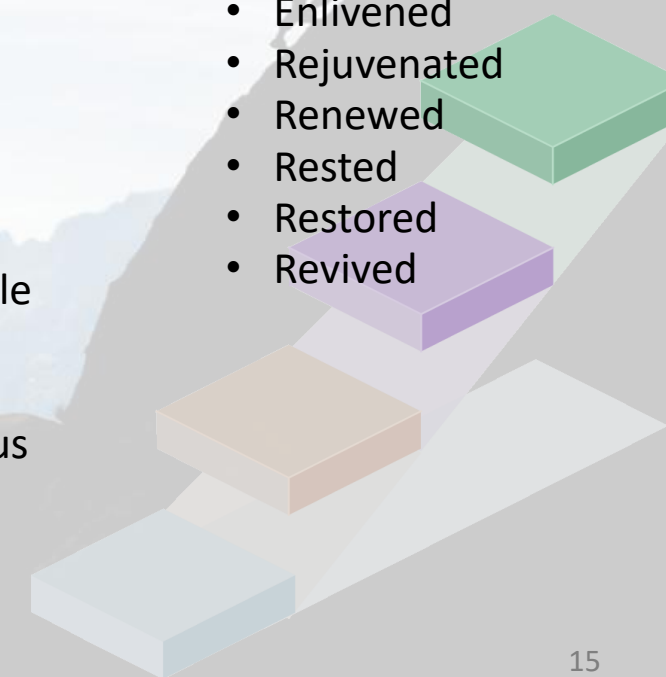 • Enlivened
• Rejuvenated
• Renewed
• Rested
• Restored
• Revived
15